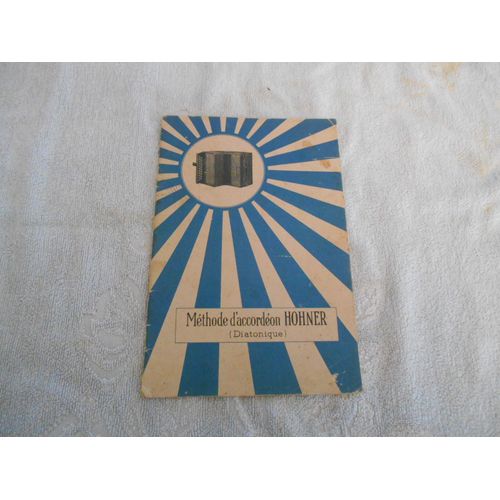 Méthode d'accordéon HOHNER
(Diatonique)